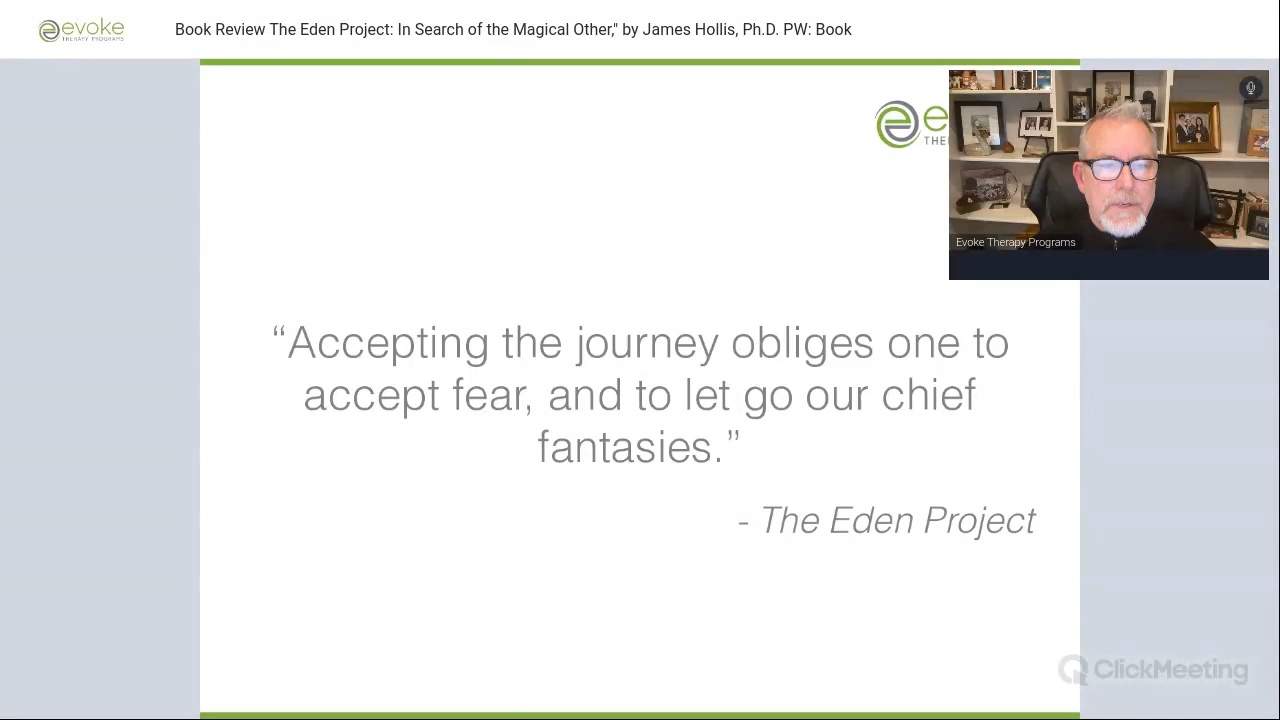 evoke
THERAPY PROGRAMS
Book Review The Eden Project: In Search of the Magical Other," by James Hollis, Ph.D. PW: Book
e
THE
Evoke Therapy Programs
“Accepting the journey obliges one to
accept fear, and to let go our chief
fantasies.”
- The Eden Project
ClickMeeting